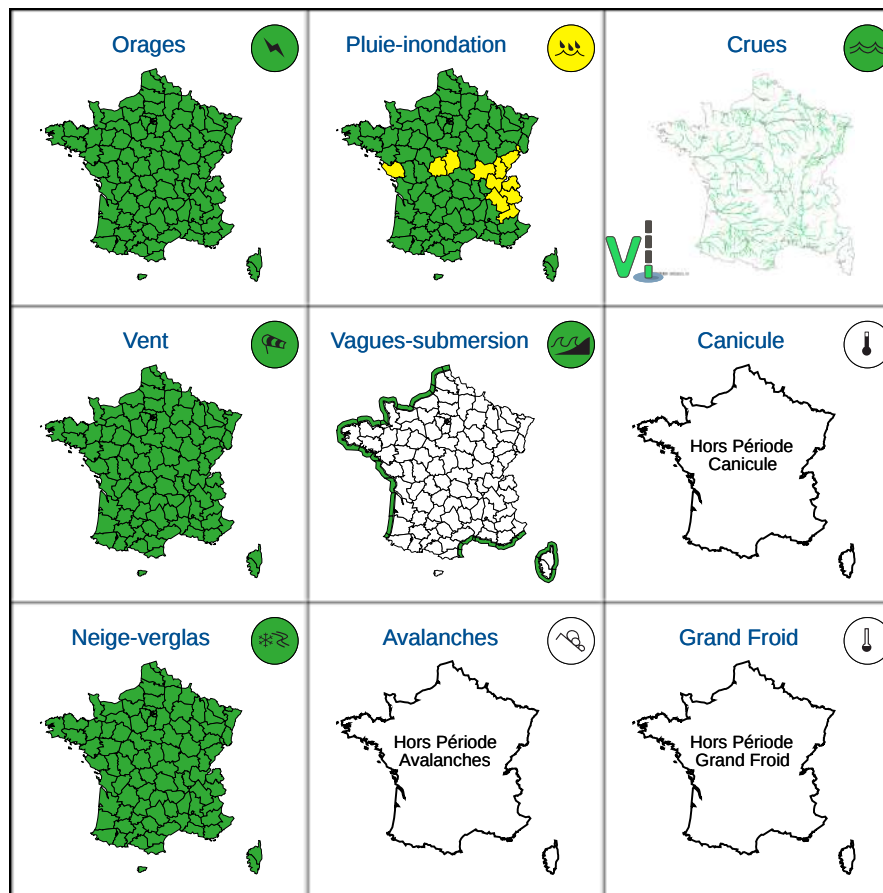 Orages
Pluie-inondation
Crues
Vi
Vent
Vagues-submersion
Canicule
Hors Période
Canicule
Neige-verglas
Avalanches
Grand Froid
Hors Période
Avalanches
Hors Période
Grand Froid